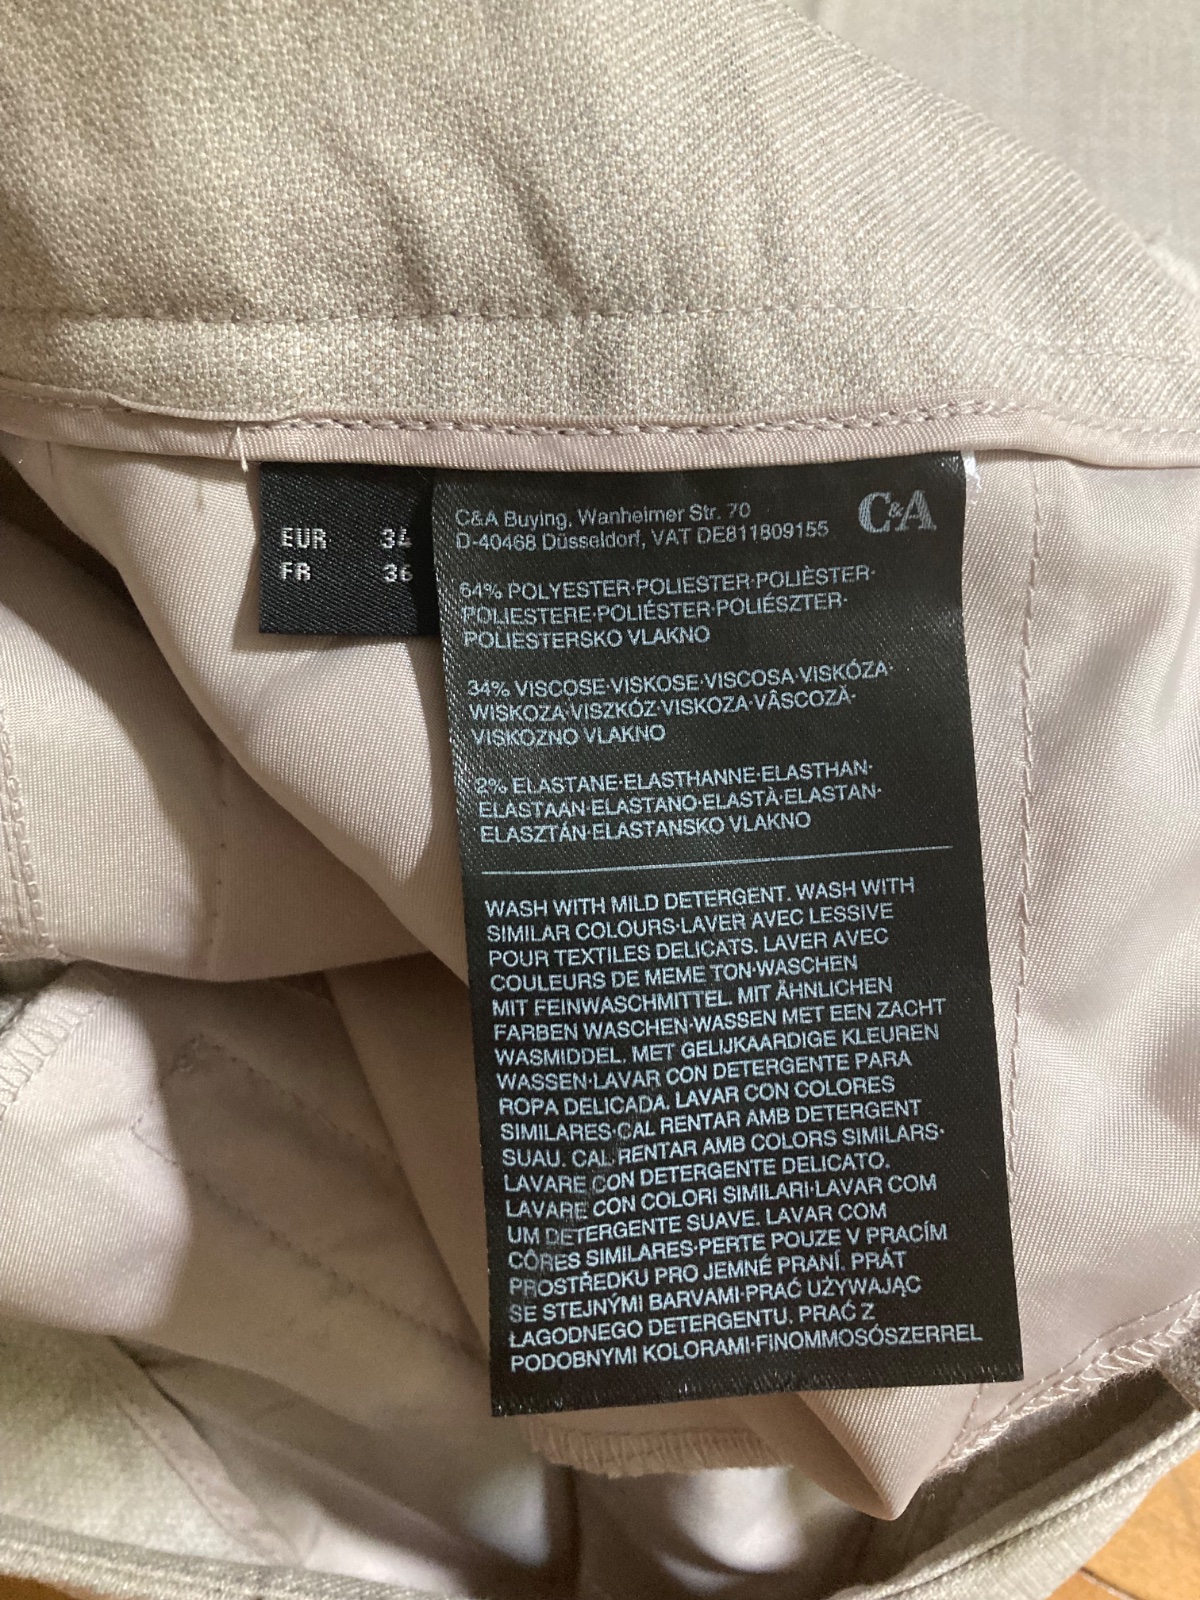 EUR 34
FR 36
C&A Buying, Wanheimer Str. 70
D-40468 Düsseldorf, VAT DE811809155
C&A
64% POLYESTER·POLIESTER·POLIÈSTER·
POLIESTERE·POLIÉSTER·POLIÉSZTER·
POLIESTERSKO VLAKNO
34% VISCOSE·VISKOSE·VISCOSA·VISKÓZA·
WISKOZA·VISZKÓZ·VISKOZA·VÂSCOZĂ·
VISKOZNO VLAKNO
2% ELASTANE·ELASTHANNE·ELASTHAN·
ELASTAAN·ELASTANO·ELASTÀ·ELASTAN·
ELASZTÁN·ELASTANSKO VLAKNO
WASH WITH MILD DETERGENT. WASH WITH
SIMILAR COLOURS·LAVER AVEC LESSIVE
POUR TEXTILES DELICATS. LAVER AVEC
COULEURS DE MEME TON·WASCHEN
MIT FEINWASCHMITTEL. MIT ÄHNLICHEN
FARBEN WASCHEN·WASSEN MET EEN ZACHT
WASMIDDEL. MET GELIJKAARDIGE KLEUREN
WASSEN·LAVAR CON DETERGENTE PARA
ROPA DELICADA. LAVAR CON COLORES
SIMILARES·CAL RENTAR AMB DETERGENT
SUAU. CAL RENTAR AMB COLORS SIMILARS·
LAVARE CON DETERGENTE DELICATO.
LAVARE CON COLORI SIMILARI·LAVAR COM
UM DETERGENTE SUAVE. LAVAR COM
CÔRES SIMILARES·PERTE POUZE V PRACÍM
PROSTŘEDKU PRO JEMNÉ PRANÍ. PRÁT
SE STEJNÝMI BARVAMI·PRAĆ UŻYWAJĄC
ŁAGODNEGO DETERGENTU. PRAĆ Z
PODOBNYMI KOLORAMI·FINOMMOSÓSZERREL